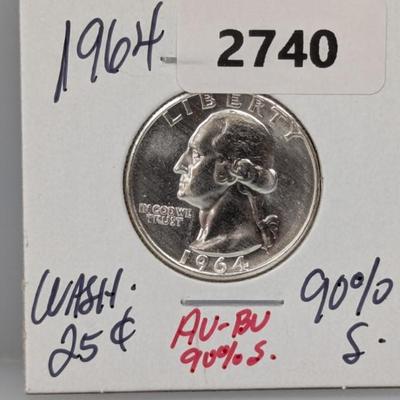 1964
2740
LIBERTY
IN GOD WE
TRUST
1964
WASH.
25¢
AU-BU
90% S.
90%
S.